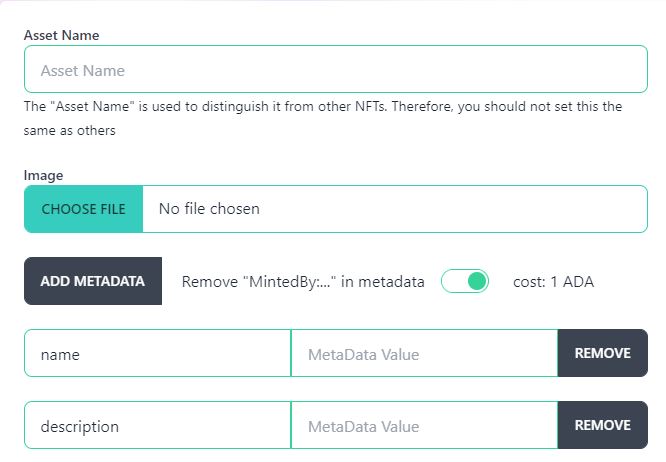 Asset Name
Asset Name
The "Asset Name" is used to distinguish it from other NFTs. Therefore, you should not set this the
same as others
Image
CHOOSE FILE No file chosen
ADD METADATA Remove "MintedBy:..." in metadata cost: 1 ADA
name MetaData Value REMOVE
description MetaData Value REMOVE